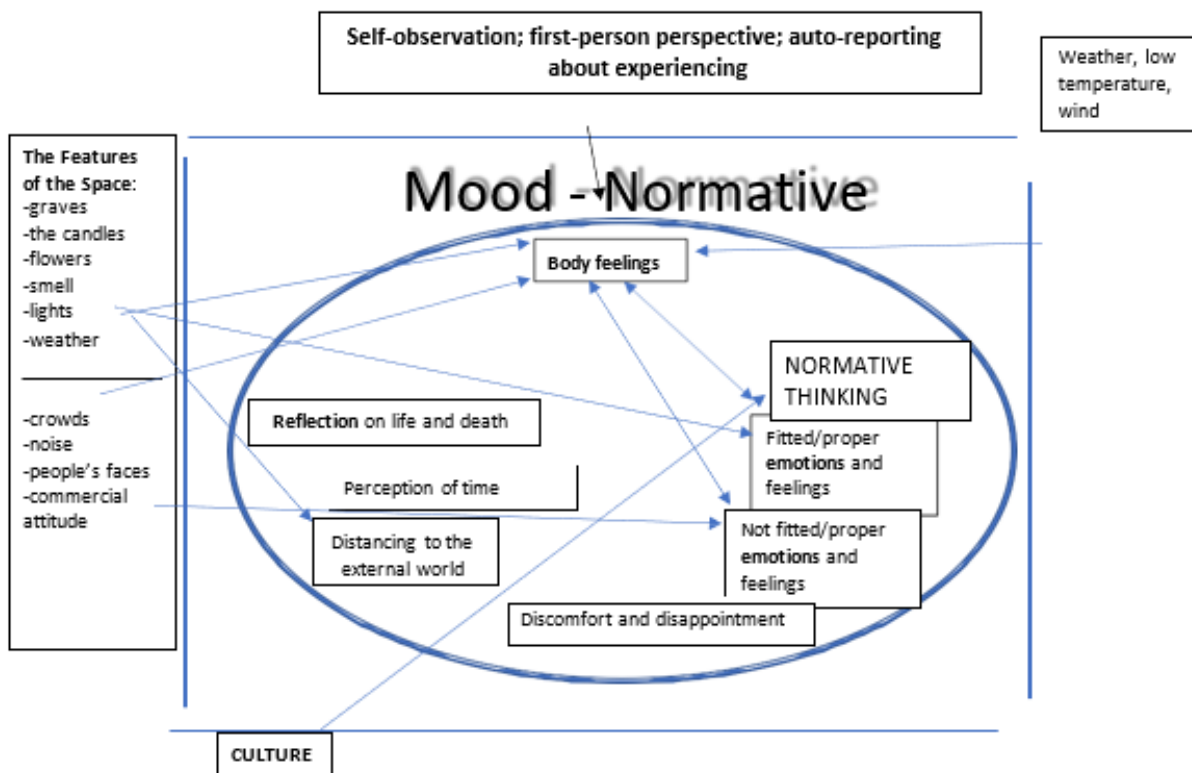 Self-observation; first-person perspective; auto-reporting
about experiencing
Weather, low
temperature,
wind
The Features
of the Space:
-graves
-the candles
-flowers
-smell
-lights
-weather
-crowds
-noise
-people's faces
-commercial
attitude
Mood - Normative
Body feelings
NORMATIVE
THINKING
Fitted/proper
emotions and
feelings
Not fitted/proper
emotions and
feelings
Reflection on life and death
Perception of time
Distancing to the
external world
Discomfort and disappointment
CULTURE